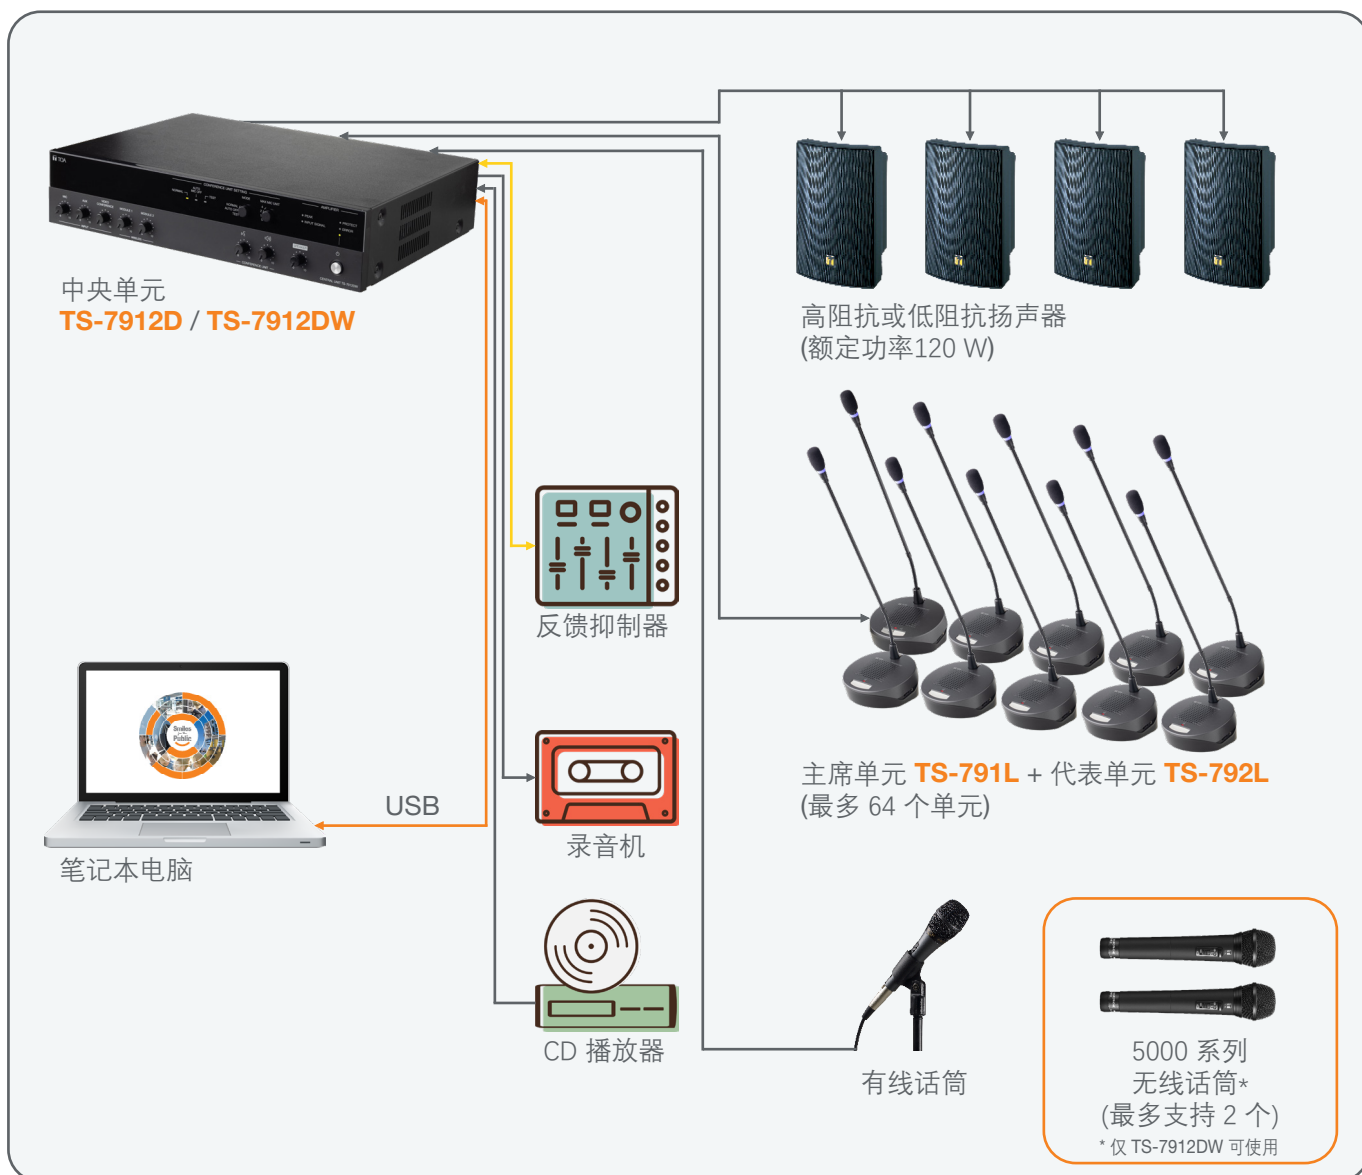 TOA
中央单元
TS-7912D / TS-7912DW
高阻抗或低阻抗扬声器
(额定功率120 W)
反馈抑制器
主席单元 TS-791L + 代表单元 TS-792L
(最多 64 个单元)
Smiles
Public
USB
录音机
笔记本电脑
CD 播放器
有线话筒
5000 系列
无线话筒*
(最多支持 2 个)
* 仅 TS-7912DW 可使用